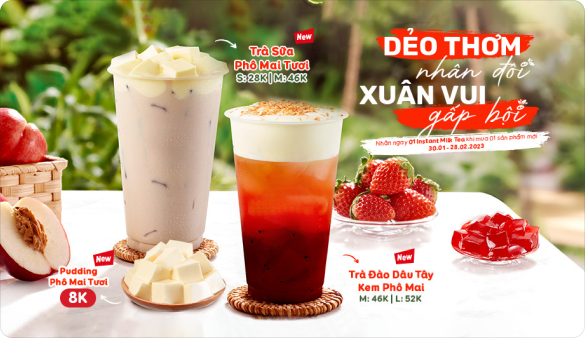 DẺO THƠM
nhân đôi
XUÂN VUI
gấp bội
Nhận ngay 01 Instant Milk Tea khi mua 01 sản phẩm mới
30.01 - 28.02.2023
New
Trà Sữa
Phô Mai Tươi
S: 28K | M: 46K
New
Pudding
Phô Mai Tươi
8K
New
Trà Đào Dâu Tây
Kem Phô Mai
M: 46K | L: 52K